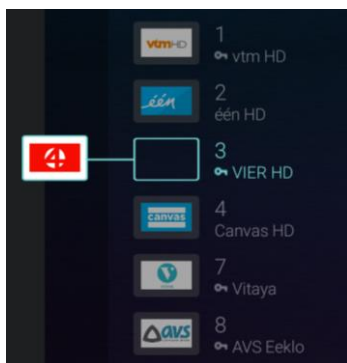 vtm HD
1
vtm HD
één
2
één HD
4
3
VIER HD
canvas
4
Canvas HD
7
Vitaya
avs
8
AVS Eeklo